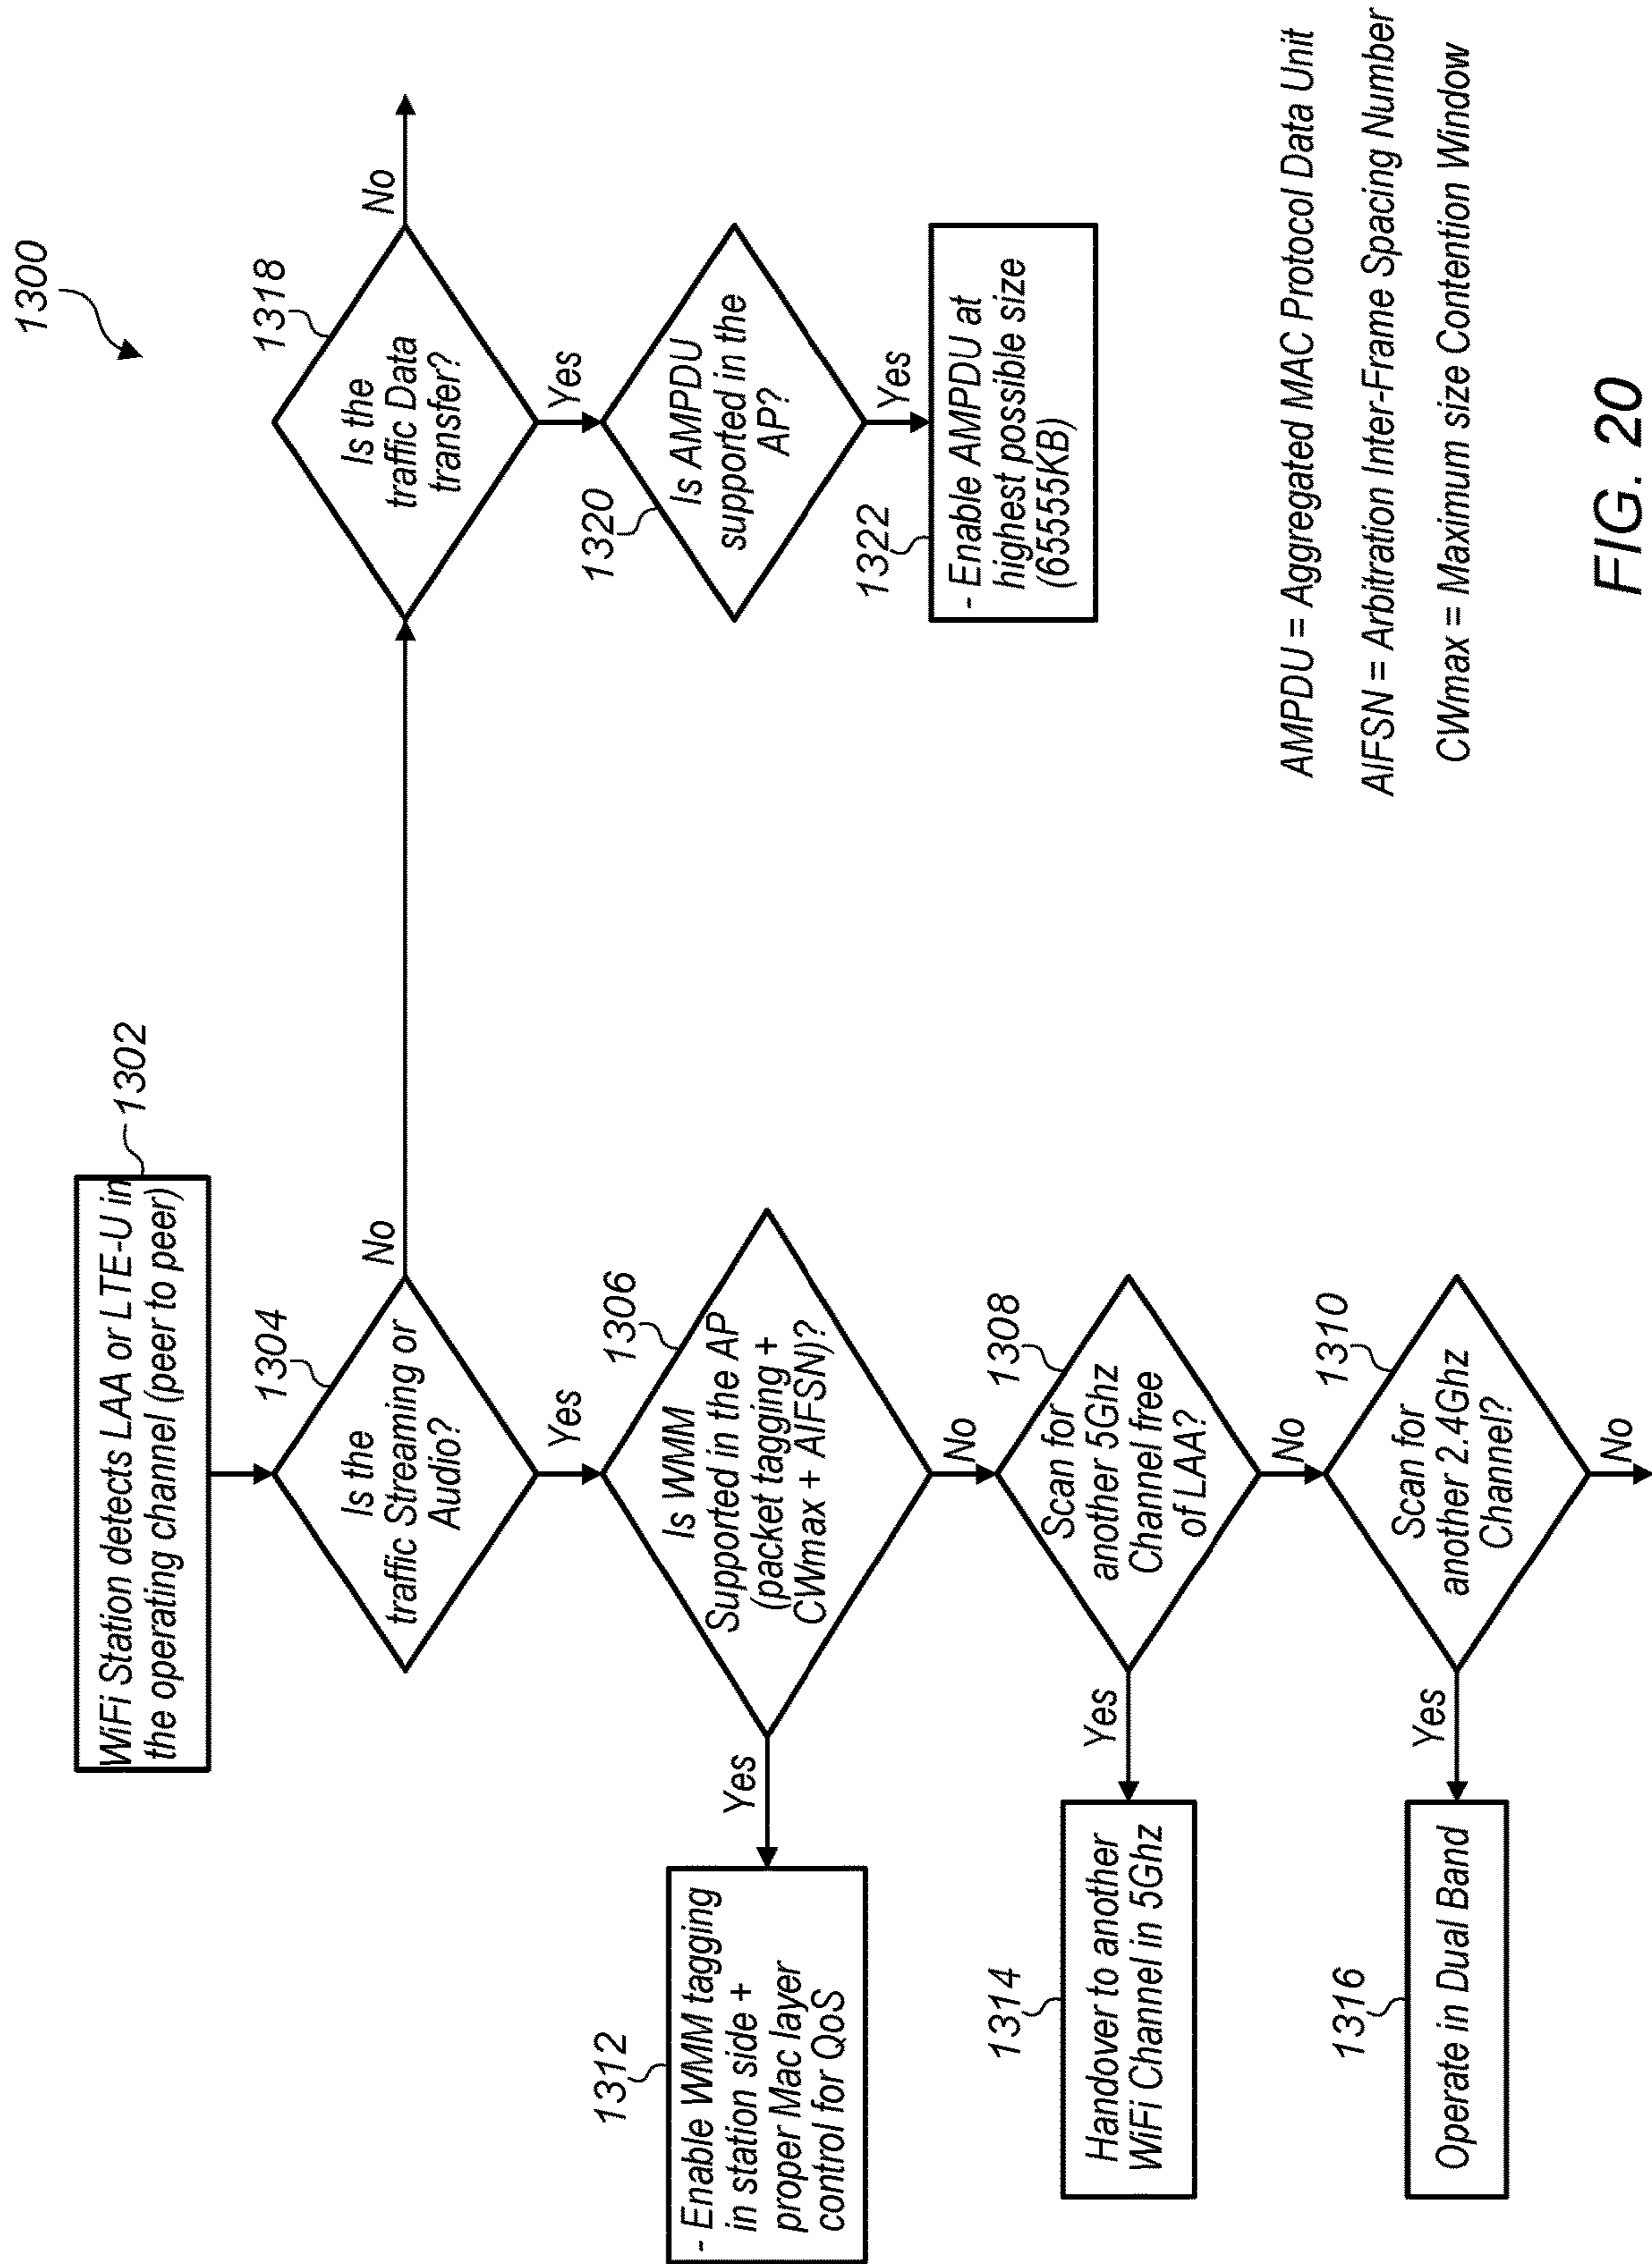 1300
WiFi Station detects LAA or LTE-U in
the operating channel (peer to peer)
1302
1304
Is the
traffic Streaming or
Audio?
No
Yes
1306
Is WMM
Supported in the AP
(packet tagging +
CWmax + AIFSN)?
Yes
No
1312
- Enable WMM tagging
in station side +
proper Mac layer
control for QoS
1308
Scan for
another 5Ghz
Channel free
of LAA?
Yes
No
1314
Handover to another
WiFi Channel in 5Ghz
1310
Scan for
another 2.4Ghz
Channel?
Yes
No
1316
Operate in Dual Band
1318
Is the
traffic Data
transfer?
No
Yes
1320
Is AMPDU
supported in the
AP?
Yes
1322
- Enable AMPDU at
highest possible size
(65555KB)
AMPDU = Aggregated MAC Protocol Data Unit
AIFSN = Arbitration Inter-Frame Spacing Number
CWmax = Maximum size Contention Window
FIG. 20